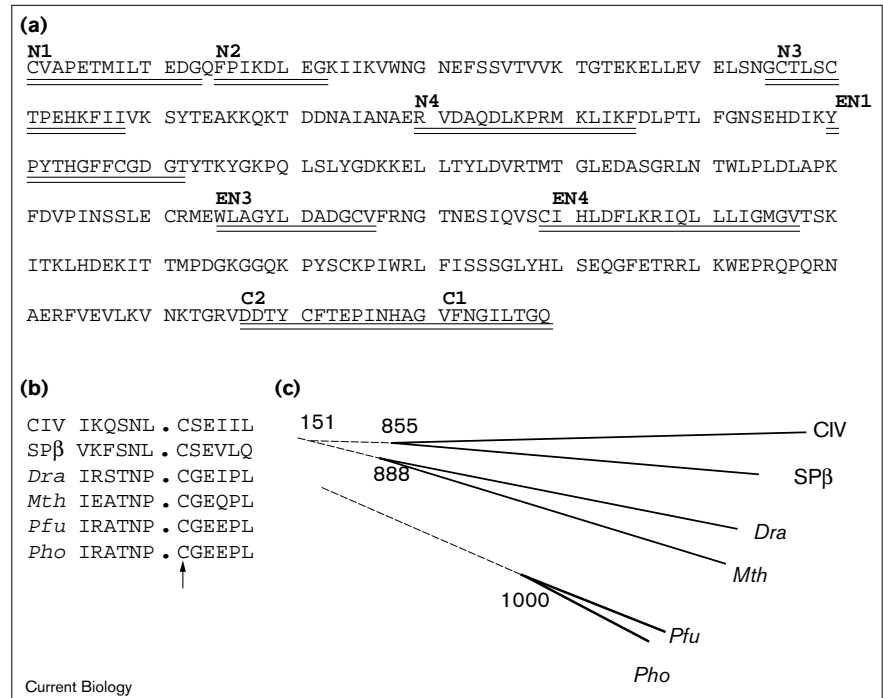 (a)
N1 N2 N3
CVAPETMILT EDGQFPIKDL EGKIIKVWNG NEFSSVTVVK TGTEKELLEV ELSNGCTLSC
N4 EN1
TPEHKFIIVK SYTEAKKQKT DDNAIANAER VDAQDLKPRM KLIKFDLPTL FGNSEHDIKY
PYTHGFFCGD GTYTKYGKPQ LSLYGDKKEL LTYLDVRTMT GLEDASGRLN TWLPLDLAPK
EN3 EN4
FDVPINSSLE CRMEWLAGYL DADGCVFRNG TNESIQVSCI HLDFLKRIQL LLIGMGVTSK
ITKLHDEKIT TMPDGKGGQK PYSCKPIWRL FISSSGLYHL SEQGFETRRL KWEPRQPQRN
C2 C1
AERFVEVLKV NKTGRVDDTY CFTEPINHAG VFNGILTGQ
(b)
CIV IKQSNL . CSEIIL
SPβ VKFSNL . CSEVLQ
Dra IRSTNP . CGEIPL
Mth IEATNP . CGEQPL
Pfu IRATNP . CGEEPL
Pho IRATNP . CGEEPL
(c)
151 855
CIV
SPβ
888
Dra
Mth
1000
Pfu
Pho
Current Biology